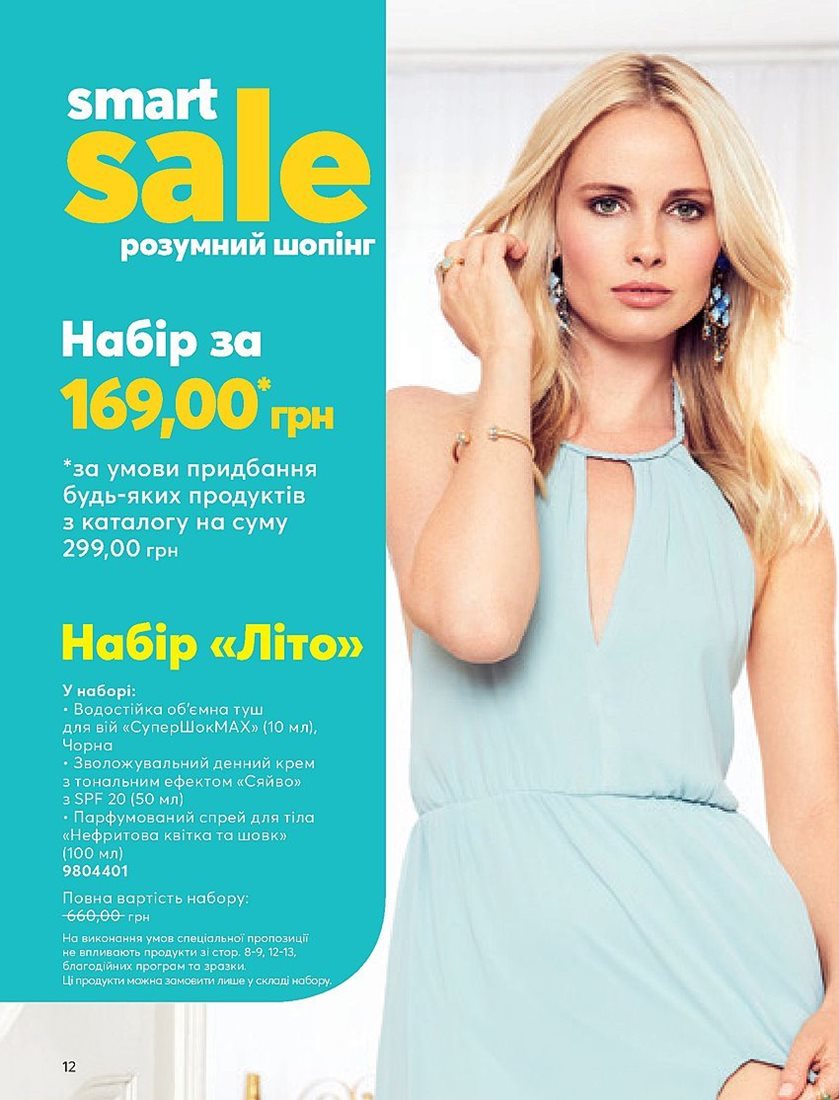 smart
sale
розумний шопінг
Набір за
169,00* грн
*за умови придбання
будь-яких продуктів
з каталогу на суму
299,00 грн
Набір «Літо»
У наборі:
• Водостійка об'ємна туш
для вій «СуперШокMAX» (10 мл),
Чорна
• Зволожувальний денний крем
з тональним ефектом «Сяйво»
з SPF 20 (50 мл)
• Парфумований спрей для тіла
«Нефритова квітка та шовк»
(100 мл)
9804401
Повна вартість набору:
660,00 грн
На виконання умов спеціальної пропозиції
не впливають продукти зі стор. 8-9, 12-13,
благодійних програм та зразки.
Ці продукти можна замовити лише у складі набору.
12